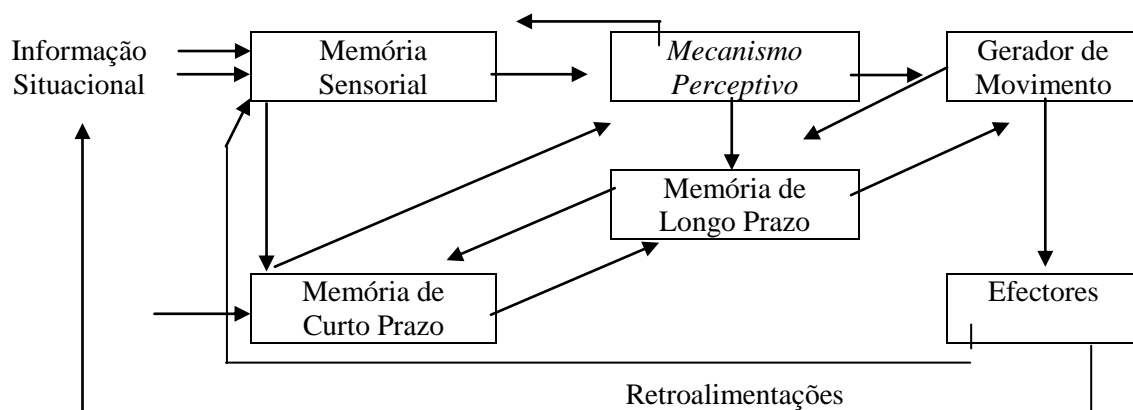 Informação
Situacional
Memória
Sensorial
Mecanismo
Perceptivo
Gerador de
Movimento
Memória de
Longo Prazo
Memória de
Curto Prazo
Efectores
Retroalimentações